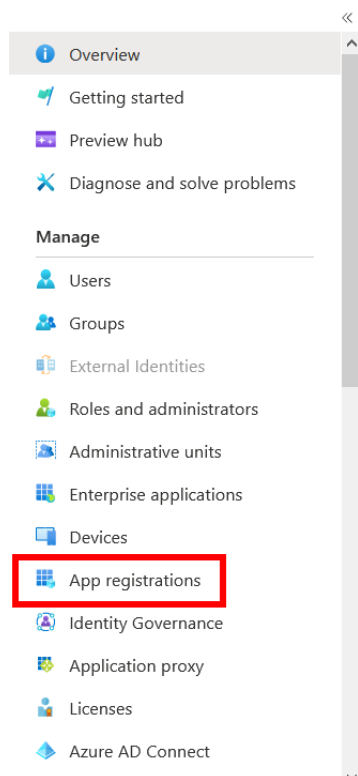 Overview
Getting started
Preview hub
Diagnose and solve problems
Manage
Users
Groups
External Identities
Roles and administrators
Administrative units
Enterprise applications
Devices
App registrations
Identity Governance
Application proxy
Licenses
Azure AD Connect